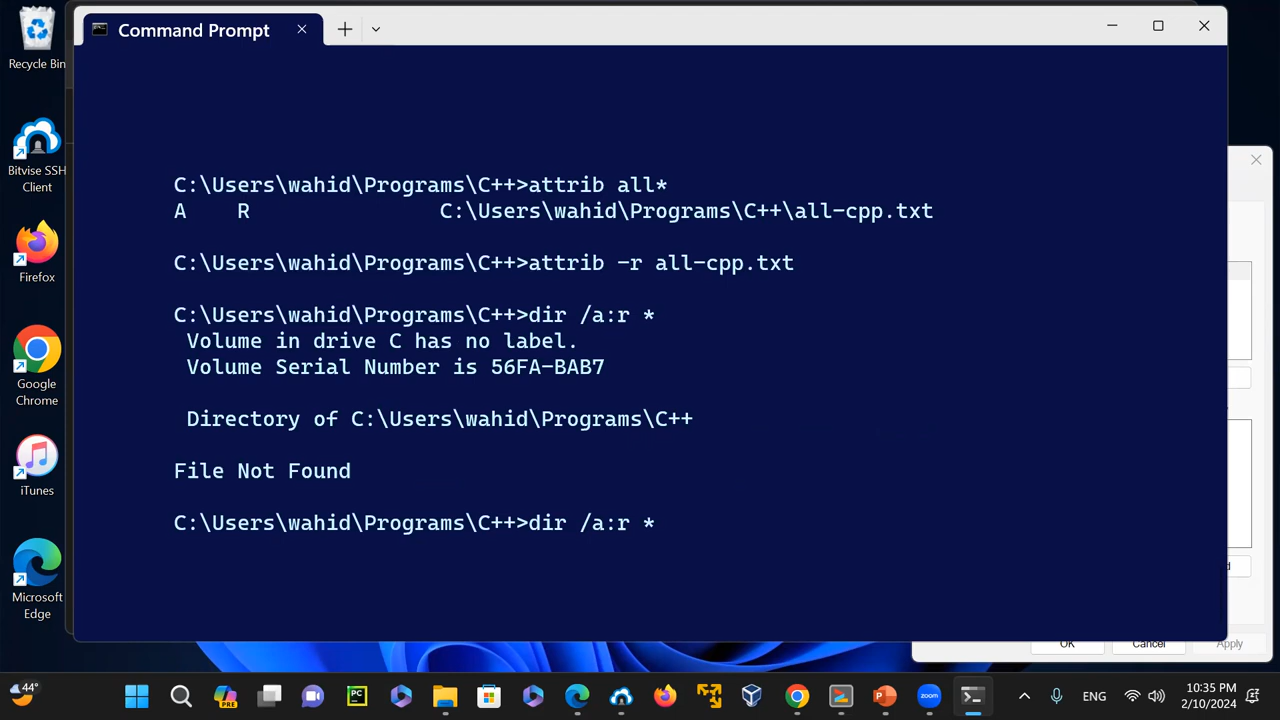 Command Prompt
Recycle Bin
Bitvise SSH
Client
Firefox
Google
Chrome
iTunes
Microsoft
Edge
C:\Users\wahid\Programs\C++>attrib all*
A    R               C:\Users\wahid\Programs\C++\all-cpp.txt
C:\Users\wahid\Programs\C++>attrib -r all-cpp.txt
C:\Users\wahid\Programs\C++>dir /a:r *
Volume in drive C has no label.
Volume Serial Number is 56FA-BAB7
Directory of C:\Users\wahid\Programs\C++
File Not Found
C:\Users\wahid\Programs\C++>dir /a:r *
OK
Cancel
Apply
44°
PRE
PC
zoom
ENG
10:35 PM
2/10/2024